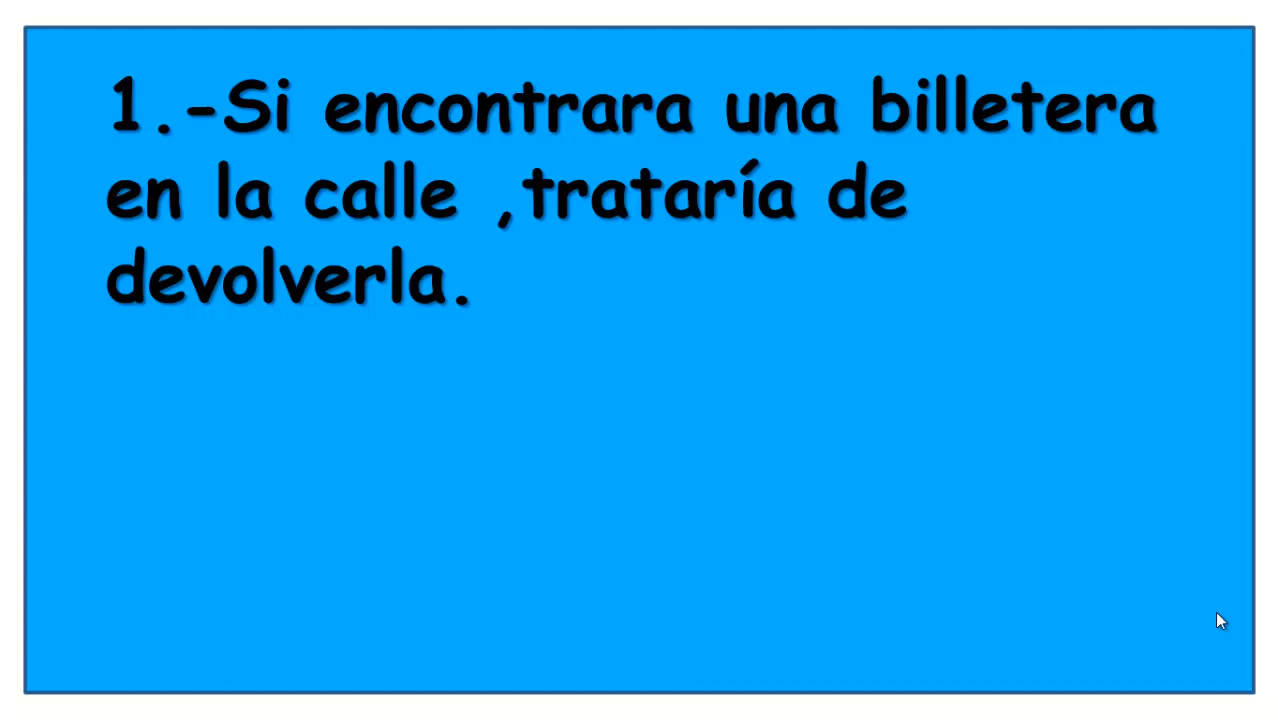 1.-Si encontrara una billetera
en la calle ,trataría de
devolverla.